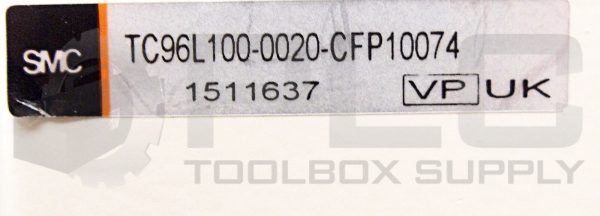 SMC
TC96L100-0020-CFP10074
1511637 VP UK
PLC
TOOLBOX SUPPLY